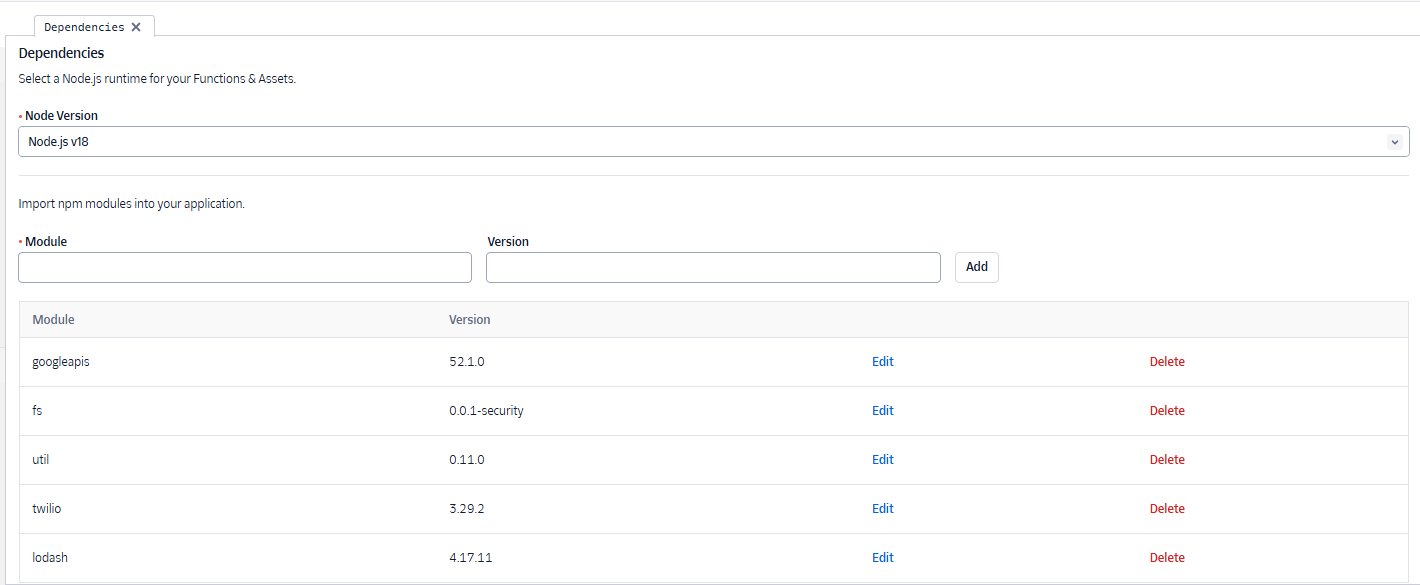 Dependencies ✕
Dependencies
Select a Node.js runtime for your Functions & Assets.
• Node Version
Node.js v18
Import npm modules into your application.
• Module Version
Add
Module Version
googleapis 52.1.0 Edit Delete
fs 0.0.1-security Edit Delete
util 0.11.0 Edit Delete
twilio 3.29.2 Edit Delete
lodash 4.17.11 Edit Delete